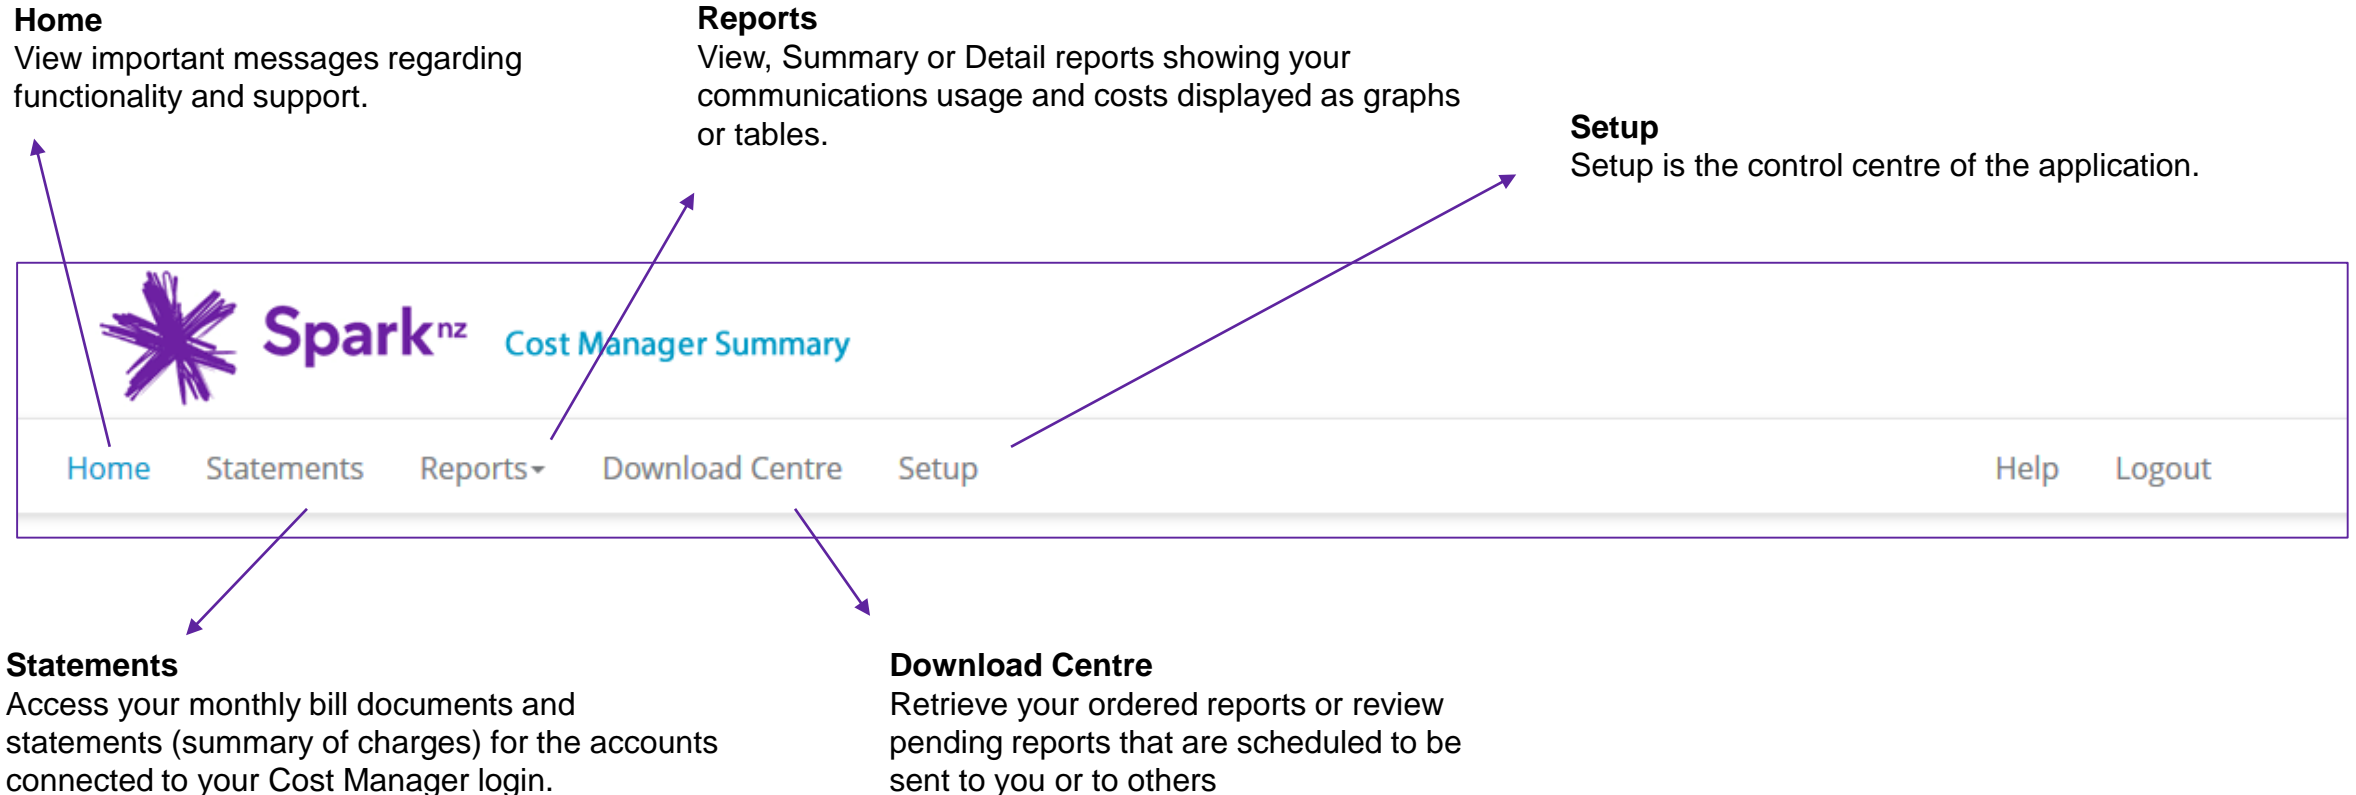 Home
View important messages regarding
functionality and support.
Reports
View, Summary or Detail reports showing your
communications usage and costs displayed as graphs
or tables.
Setup
Setup is the control centre of the application.
Spark nz Cost Manager Summary
Home Statements Reports Download Centre Setup Help Logout
Statements
Access your monthly bill documents and
statements (summary of charges) for the accounts
connected to your Cost Manager login.
Download Centre
Retrieve your ordered reports or review
pending reports that are scheduled to be
sent to you or to others